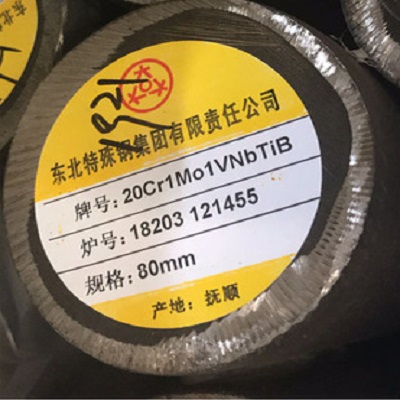 东北特殊钢集团有限责任公司
牌号: 20Cr1Mo1VNbTiB
炉号: 18203 121455
规格: 80mm
产地: 抚顺